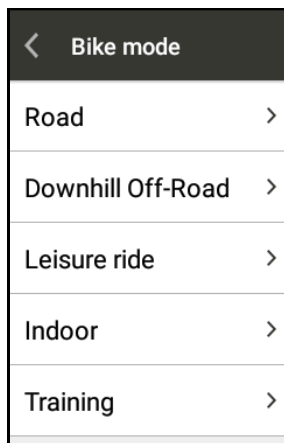 Bike mode
Road
Downhill Off-Road
Leisure ride
Indoor
Training